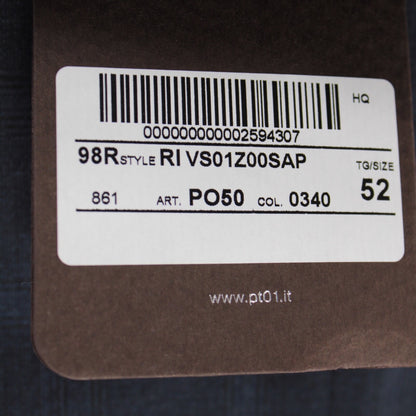 HQ
000000000002594307
98R STYLE RI VS01Z00SAP TG/SIZE
861 ART. PO50 COL. 0340 52
www.pt01.it